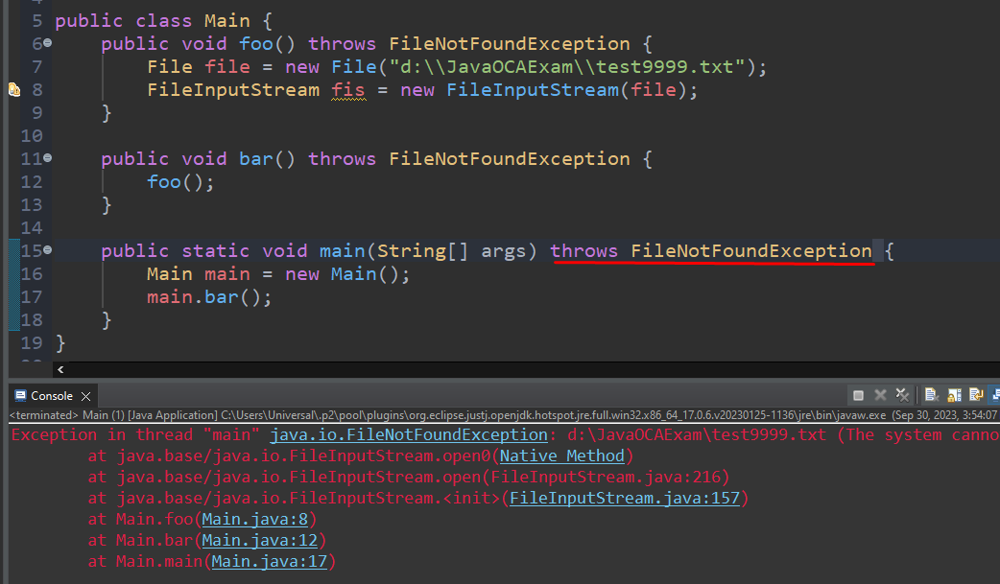 5 public class Main {
6 public void foo() throws FileNotFoundException {
7 File file = new File("d:\\JavaOCAExam\\test9999.txt");
8 FileInputStream fis = new FileInputStream(file);
9 }
10
11 public void bar() throws FileNotFoundException {
12 foo();
13 }
14
15 public static void main(String[] args) throws FileNotFoundException {
16 Main main = new Main();
17 main.bar();
18 }
19 }
<
Console
<terminated> Main (1) [Java Application] C:\Users\Universal\.p2\pool\plugins\org.eclipse.justj.openjdk.hotspot.jre.full.win32.x86_64_17.0.6.v20230125-1136\jre\bin\javaw.exe (Sep 30, 2023, 3:54:07
Exception in thread "main" java.io.FileNotFoundException: d:\JavaOCAExam\test9999.txt (The system canno
at java.base/java.io.FileInputStream.open0(Native Method)
at java.base/java.io.FileInputStream.open(FileInputStream.java:216)
at java.base/java.io.FileInputStream.<init>(FileInputStream.java:157)
at Main.foo(Main.java:8)
at Main.bar(Main.java:12)
at Main.main(Main.java:17)